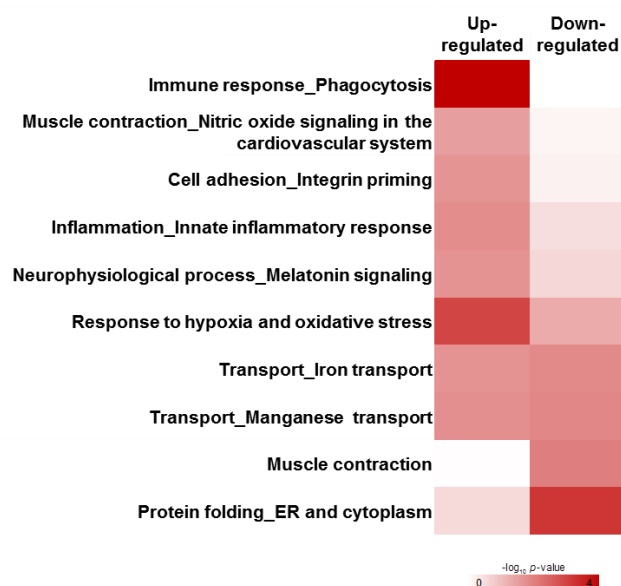 Up-
regulated
Down-
regulated
Immune response_Phagocytosis
Muscle contraction_Nitric oxide signaling in the
cardiovascular system
Cell adhesion_Integrin priming
Inflammation_Innate inflammatory response
Neurophysiological process_Melatonin signaling
Response to hypoxia and oxidative stress
Transport_Iron transport
Transport_Manganese transport
Muscle contraction
Protein folding_ER and cytoplasm
-log₁₀ p-value
0 4